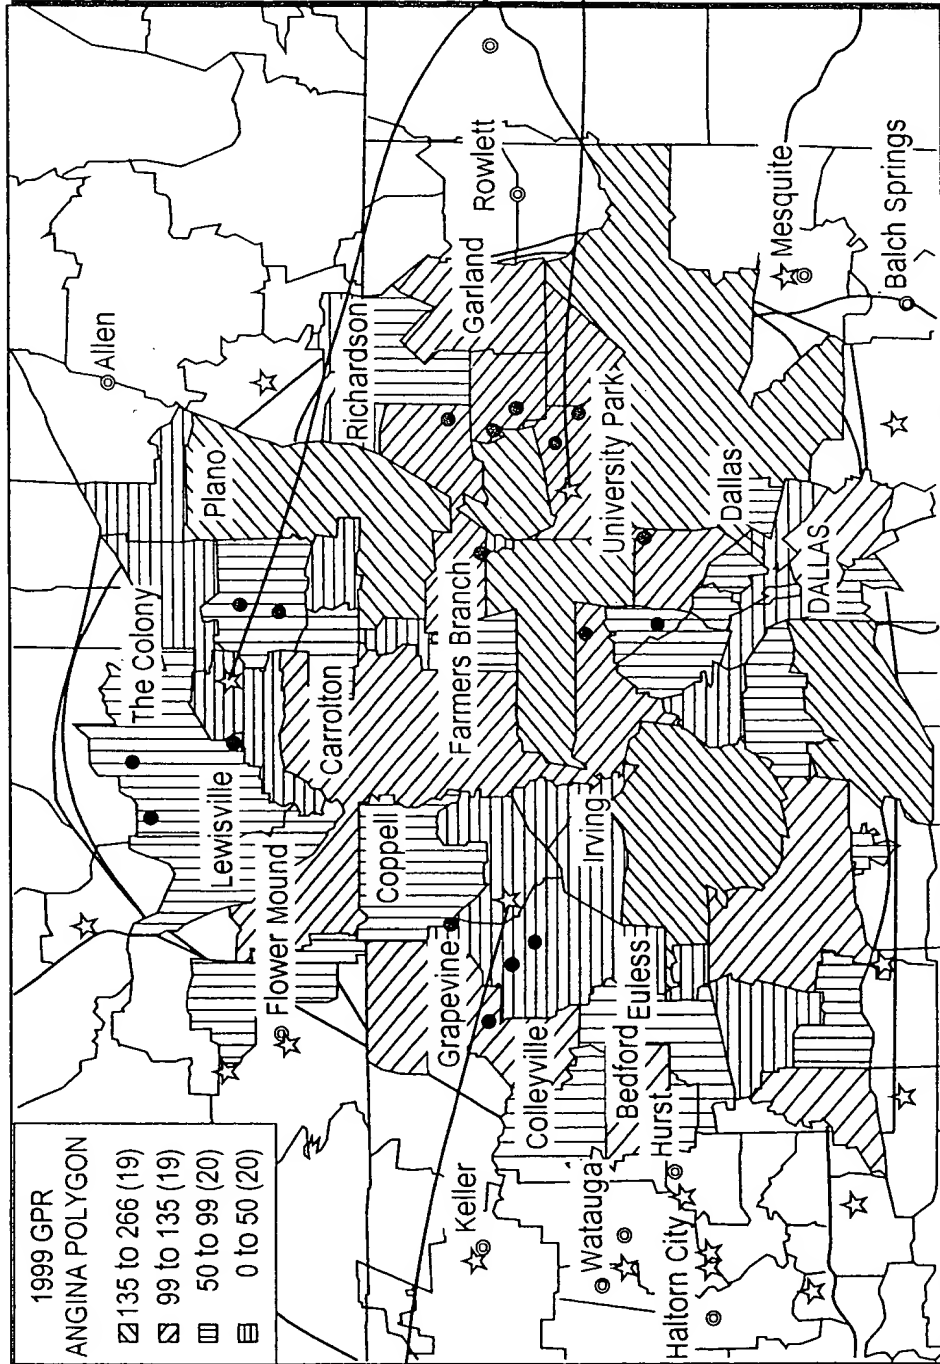 1999 GPR
ANGINA POLYGON
135 to 266 (19)
99 to 135 (19)
50 to 99 (20)
0 to 50 (20)
Allen
The Colony
Plano
Lewisville
Flower Mound
Carrolton
Richardson
Coppell
Farmers Branch
Garland
Rowlett
Grapevine
Keller
Colleyville
Irving
University Park
Watauga
Bedford
Euless
Hurst
Haltorn City
Dallas
DALLAS
Mesquite
Balch Springs